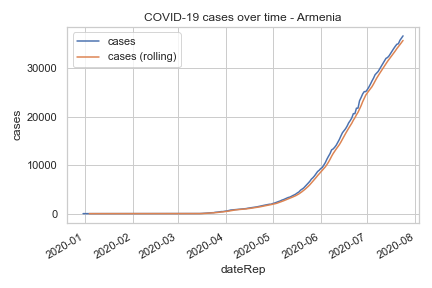 COVID-19 cases over time - Armenia
cases
cases (rolling)
30000
20000
10000
0
cases
2020-01
2020-02
2020-03
2020-04
2020-05
2020-06
2020-07
2020-08
dateRep